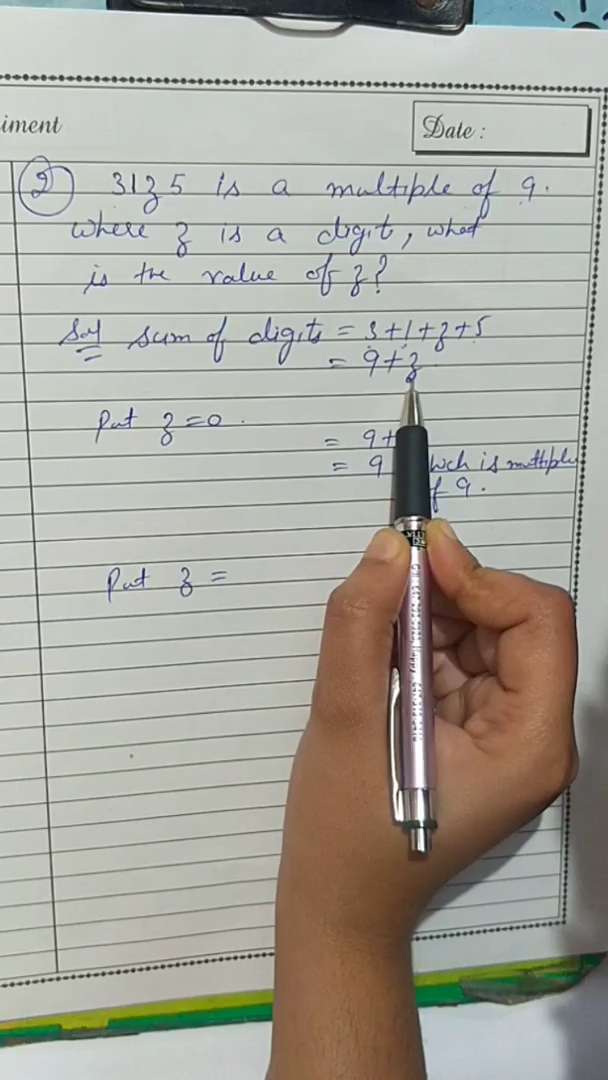 iment
Date :
2 31z5 is a multiple of 9.
where z is a digit, what
is the value of z?
Sol sum of digits = 3+1+z+5
= 9+z
Put z=0.
= 9+
= 9 is multiple
of 9.
Put z =